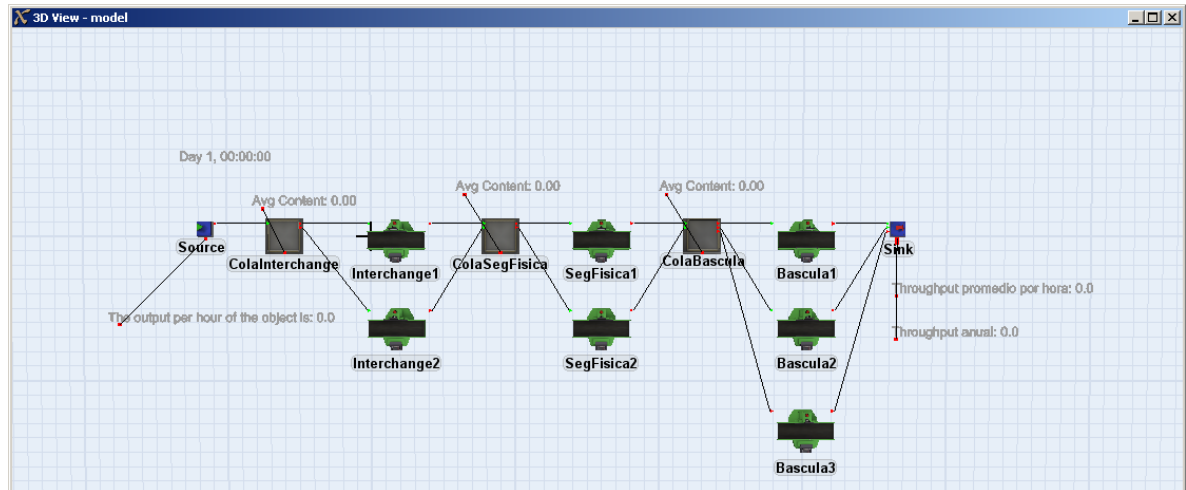 3D View - model
Day 1, 00:00:00
Avg Content: 0.00
Avg Content: 0.00
Avg Content: 0.00
Source
ColaInterchange
Interchange1
ColaSegFisica
SegFisica1
ColaBascula
Bascula1
Sink
Throughput promedio por hora: 0.0
The output per hour of the object is: 0.0
Throughput anual: 0.0
Interchange2
SegFisica2
Bascula2
Bascula3